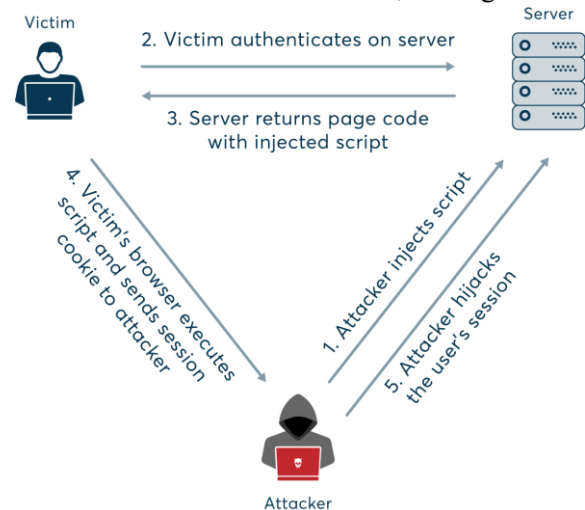 Victim
Server
2. Victim authenticates on server
3. Server returns page code
with injected script
4. Victim's browser executes
script and sends session
cookie to attacker
1. Attacker injects script
5. Attacker hijacks
the user's session
Attacker